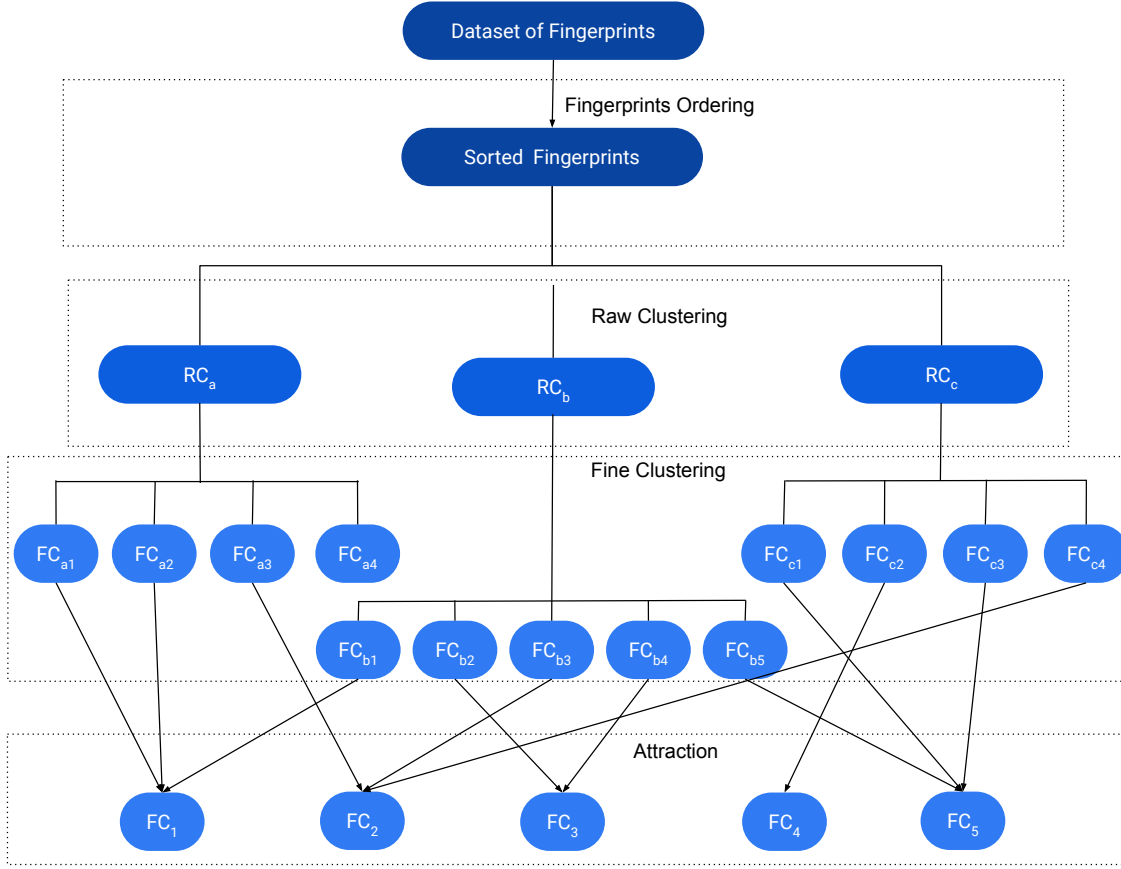 Dataset of Fingerprints
Fingerprints Ordering
Sorted Fingerprints
Raw Clustering
RCa
RCb
RCc
Fine Clustering
FCa1 FCa2 FCa3 FCa4 FCc1 FCc2 FCc3 FCc4
FCb1 FCb2 FCb3 FCb4 FCb5
Attraction
FC1 FC2 FC3 FC4 FC5